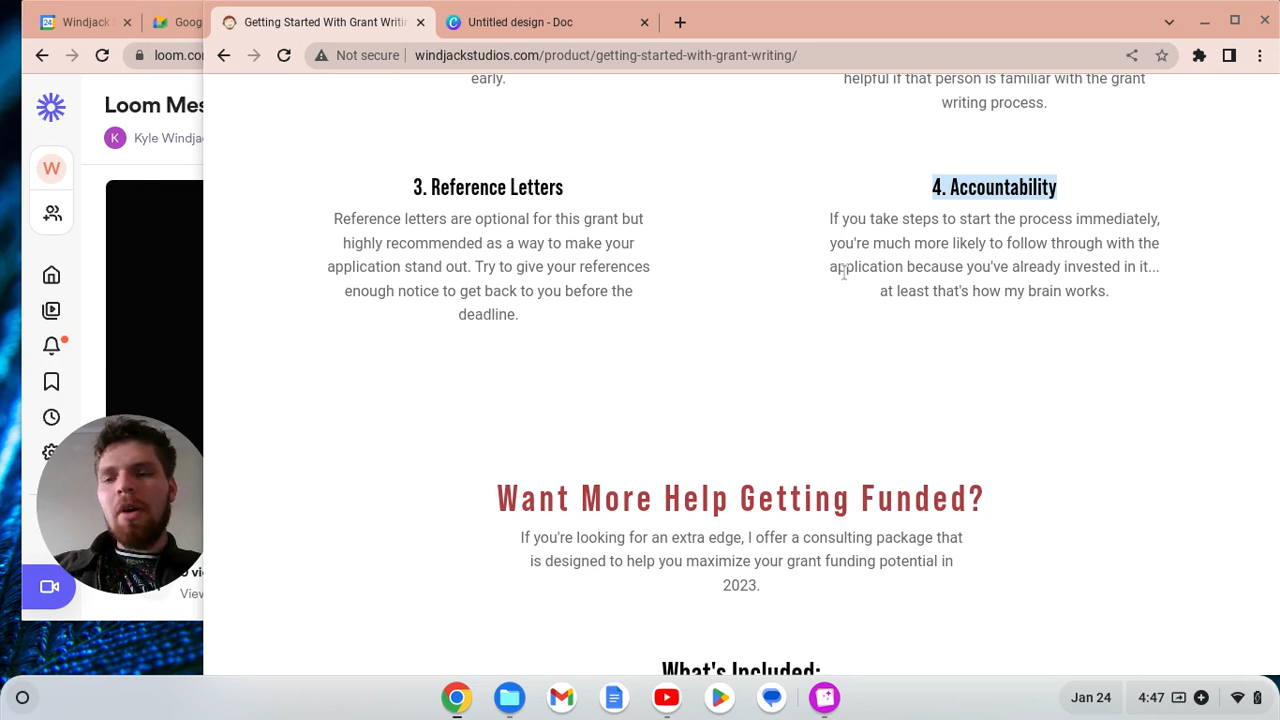 Windjack
Goog
Getting Started With Grant Writi
Untitled design - Doc
loom.co
Not secure
windjackstudios.com/product/getting-started-with-grant-writing/
Loom Mes
K
Kyle Windja
W
early.
helpful if that person is familiar with the grant
writing process.
3. Reference Letters
Reference letters are optional for this grant but
highly recommended as a way to make your
application stand out. Try to give your references
enough notice to get back to you before the
deadline.
4. Accountability
If you take steps to start the process immediately,
you're much more likely to follow through with the
application because you've already invested in it...
at least that's how my brain works.
Want More Help Getting Funded?
If you're looking for an extra edge, I offer a consulting package that
is designed to help you maximize your grant funding potential in
2023.
What's Included:
0 vi
View
Jan 24
4:47